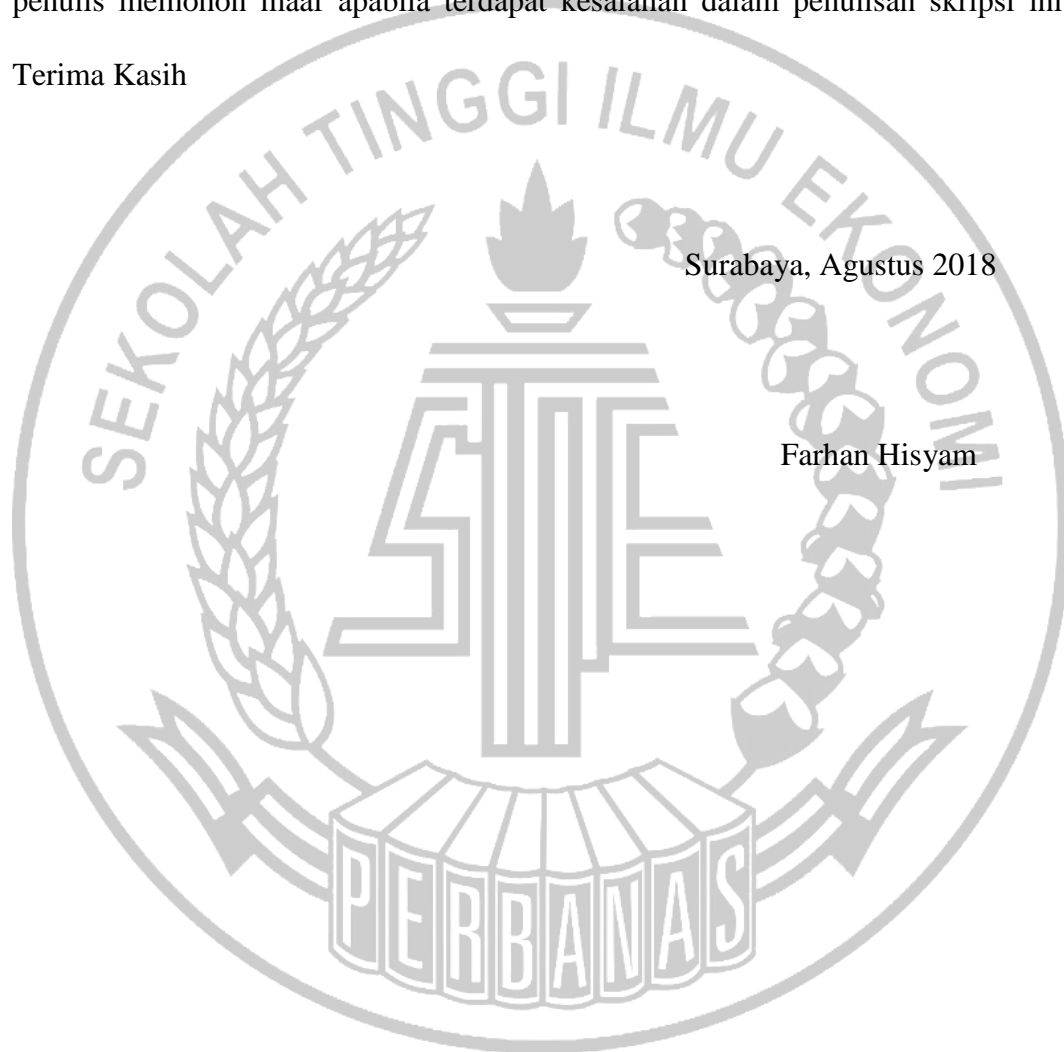 penulis memohon maaf apabila terdapat kesalahan dalam penulisan skripsi ini
Terima Kasih
SEKOLAH TINGGI ILMU EKONOMI
Surabaya, Agustus 2018
Farhan Hisyam
STIE
PERBANAS